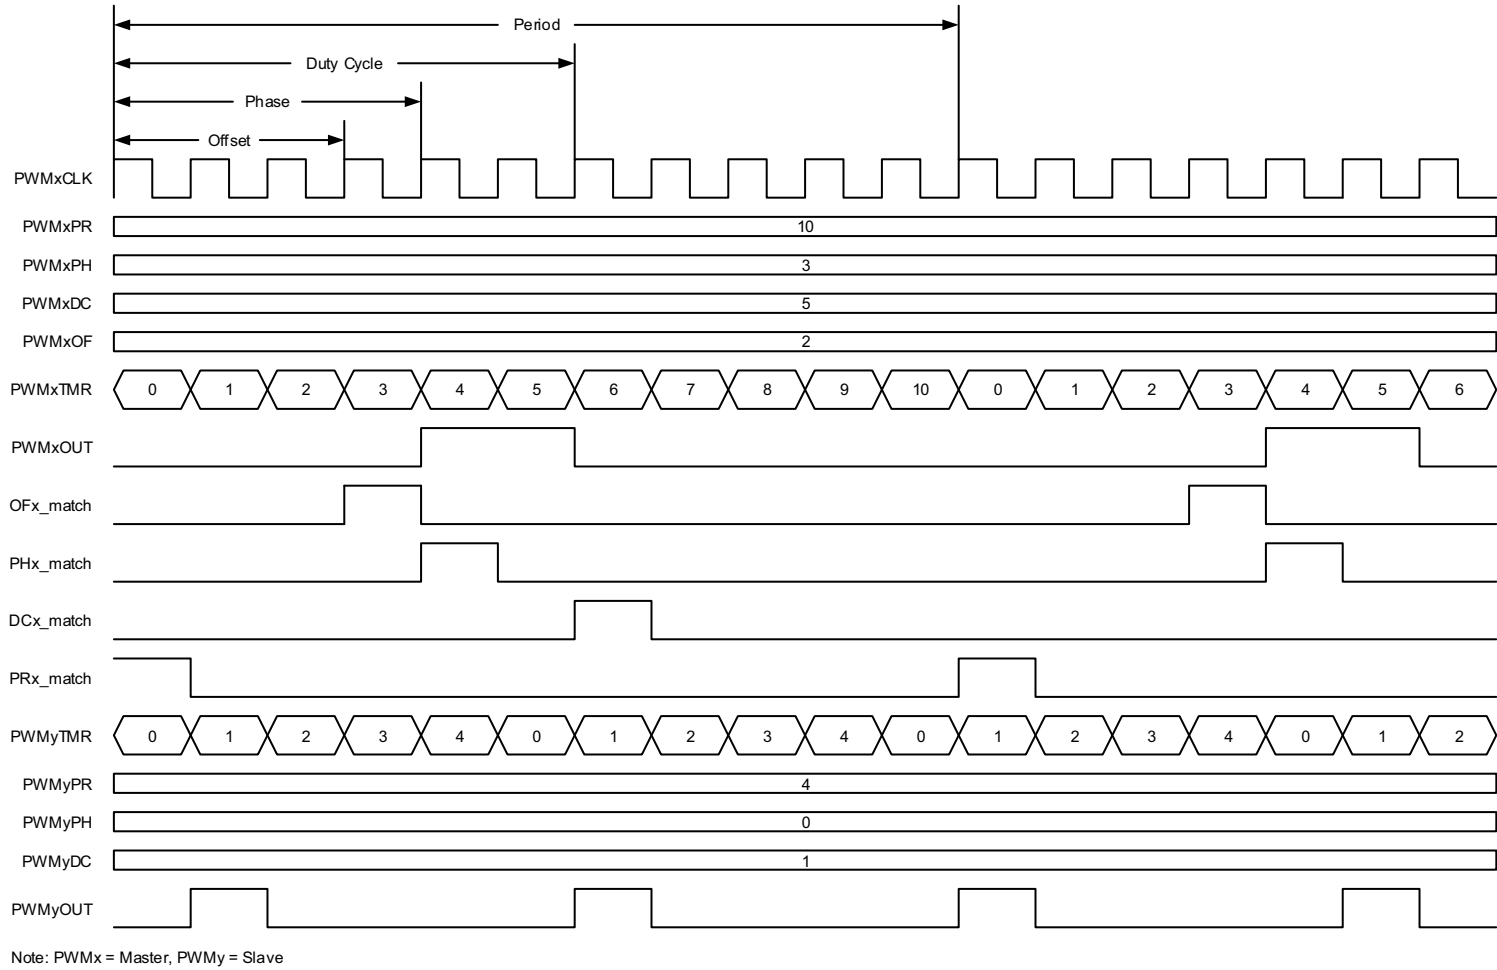 Period
Duty Cycle
Phase
Offset
PWMxCLK
PWMxPR 10
PWMxPH 3
PWMxDC 5
PWMxOF 2
PWMxTMR 0 1 2 3 4 5 6 7 8 9 10 0 1 2 3 4 5 6
PWMxOUT
OFx_match
PHx_match
DCx_match
PRx_match
PWMyTMR 0 1 2 3 4 0 1 2 3 4 0 1 2 3 4 0 1 2
PWMyPR 4
PWMyPH 0
PWMyDC 1
PWMyOUT
Note: PWMx = Master, PWMy = Slave